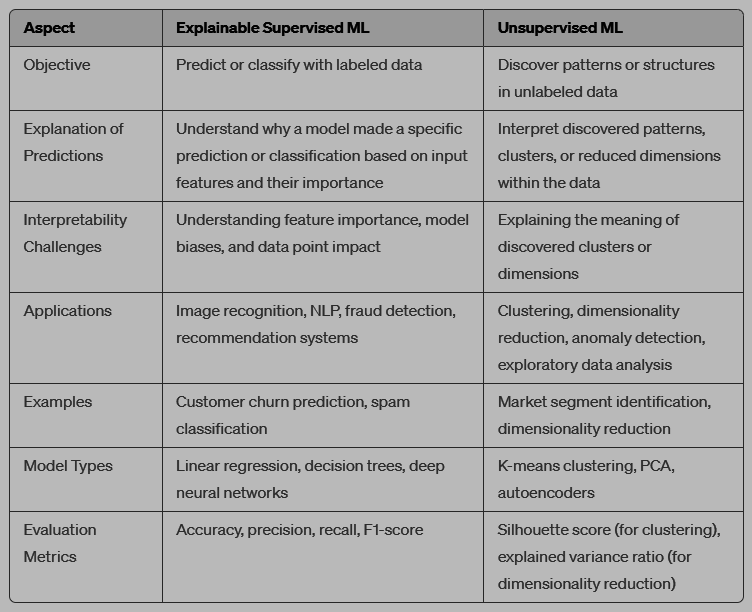 Aspect Explainable Supervised ML Unsupervised ML
Objective Predict or classify with labeled data Discover patterns or structures
in unlabeled data
Explanation of Understand why a model made a specific Interpret discovered patterns,
Predictions prediction or classification based on input clusters, or reduced dimensions
features and their importance within the data
Interpretability Understanding feature importance, model Explaining the meaning of
Challenges biases, and data point impact discovered clusters or
dimensions
Applications Image recognition, NLP, fraud detection, Clustering, dimensionality
recommendation systems reduction, anomaly detection,
exploratory data analysis
Examples Customer churn prediction, spam Market segment identification,
classification dimensionality reduction
Model Types Linear regression, decision trees, deep K-means clustering, PCA,
neural networks autoencoders
Evaluation Accuracy, precision, recall, F1-score Silhouette score (for clustering),
Metrics explained variance ratio (for
dimensionality reduction)